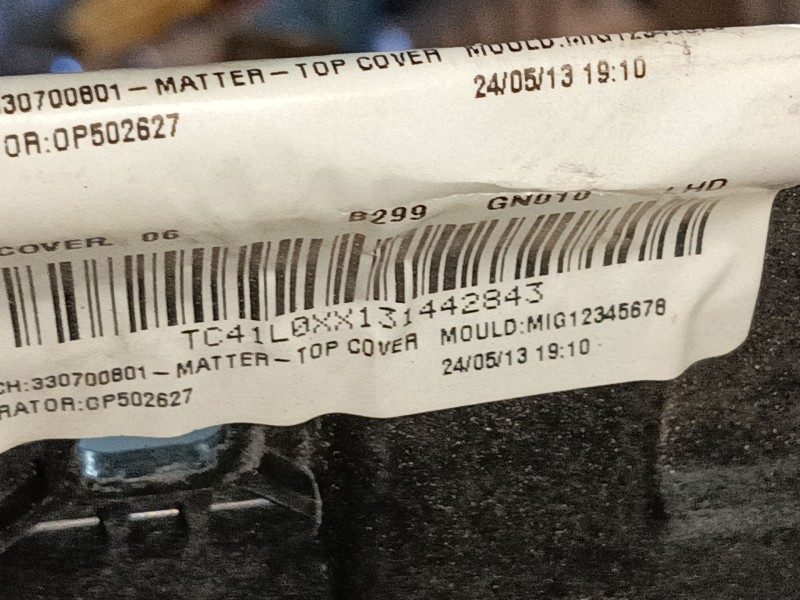 330700801 - MATTER - TOP COVER MOULD:MIG12345678
24/05/13 19:10
OR:OP502627
COVER 06 B299 GN010 LHD
TC41L0XX131442843
CH:330700801 - MATTER - TOP COVER MOULD:MIG12345678
RATOR:OP502627 24/05/13 19:10